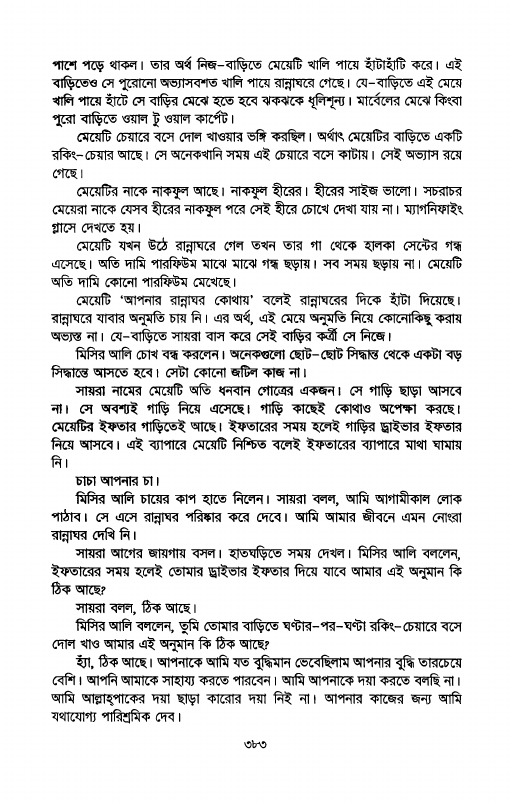 পাশে পড়ে থাকল। তার অর্থ নিজ-বাড়িতে মেয়েটি খালি পায়ে হাঁটাহাঁটি করে। এই
বাড়িতেও সে পুরোনো অভ্যাসবশত খালি পায়ে রান্নাঘরে গেছে। যে-বাড়িতে এই মেয়ে
খালি পায়ে হাঁটে সে বাড়ির মেঝে হতে হবে ঝকঝকে ধূলিশূন্য। মার্বেলের মেঝে কিংবা
পুরো বাড়িতে ওয়াল টু ওয়াল কার্পেট।
মেয়েটি চেয়ারে বসে দোল খাওয়ার ভঙ্গি করছিল। অর্থাৎ মেয়েটির বাড়িতে একটি
রকিং-চেয়ার আছে। সে অনেকখানি সময় এই চেয়ারে বসে কাটায়। সেই অভ্যাস রয়ে
গেছে।
মেয়েটির নাকে নাকফুল আছে। নাকফুল হীরের। হীরের সাইজ ভালো। সচরাচর
মেয়েরা নাকে যেসব হীরের নাকফুল পরে সেই হীরে চোখে দেখা যায় না। ম্যাগনিফাইং
গ্লাসে দেখতে হয়।
মেয়েটি যখন উঠে রান্নাঘরে গেল তখন তার গা থেকে হালকা সেন্টের গন্ধ
এসেছে। অতি দামি পারফিউম মাঝে মাঝে গন্ধ ছড়ায়। সব সময় ছড়ায় না। মেয়েটি
অতি দামি কোনো পারফিউম মেখেছে।
মেয়েটি ‘আপনার রান্নাঘর কোথায়’ বলেই রান্নাঘরের দিকে হাঁটা দিয়েছে।
রান্নাঘরে যাবার অনুমতি চায় নি। এর অর্থ, এই মেয়ে অনুমতি নিয়ে কোনোকিছু করায়
অভ্যস্ত না। যে-বাড়িতে সায়রা বাস করে সেই বাড়ির কর্ত্রী সে নিজে।
মিসির আলি চোখ বন্ধ করলেন। অনেকগুলো ছোট-ছোট সিদ্ধান্ত থেকে একটা বড়
সিদ্ধান্তে আসতে হবে। সেটা কোনো জটিল কাজ না।
সায়রা নামের মেয়েটি অতি ধনবান গোত্রের একজন। সে গাড়ি ছাড়া আসবে
না। সে অবশ্যই গাড়ি নিয়ে এসেছে। গাড়ি কাছেই কোথাও অপেক্ষা করছে।
মেয়েটির ইফতার গাড়িতেই আছে। ইফতারের সময় হলেই গাড়ির ড্রাইভার ইফতার
নিয়ে আসবে। এই ব্যাপারে মেয়েটি নিশ্চিত বলেই ইফতারের ব্যাপারে মাথা ঘামায়
নি।
চাচা আপনার চা।
মিসির আলি চায়ের কাপ হাতে নিলেন। সায়রা বলল, আমি আগামীকাল লোক
পাঠাব। সে এসে রান্নাঘর পরিষ্কার করে দেবে। আমি আমার জীবনে এমন নোংরা
রান্নাঘর দেখি নি।
সায়রা আগের জায়গায় বসল। হাতঘড়িতে সময় দেখল। মিসির আলি বললেন,
ইফতারের সময় হলেই তোমার ড্রাইভার ইফতার দিয়ে যাবে আমার এই অনুমান কি
ঠিক আছে?
সায়রা বলল, ঠিক আছে।
মিসির আলি বললেন, তুমি তোমার বাড়িতে ঘণ্টার-পর-ঘণ্টা রকিং-চেয়ারে বসে
দোল খাও আমার এই অনুমান কি ঠিক আছে?
হ্যাঁ, ঠিক আছে। আপনাকে আমি যত বুদ্ধিমান ভেবেছিলাম আপনার বুদ্ধি তারচেয়ে
বেশি। আপনি আমাকে সাহায্য করতে পারবেন। আমি আপনাকে দয়া করতে বলছি না।
আমি আল্লাহ্‌পাকের দয়া ছাড়া কারোর দয়া নিই না। আপনার কাজের জন্য আমি
যথাযোগ্য পারিশ্রমিক দেব।
৩৮৩